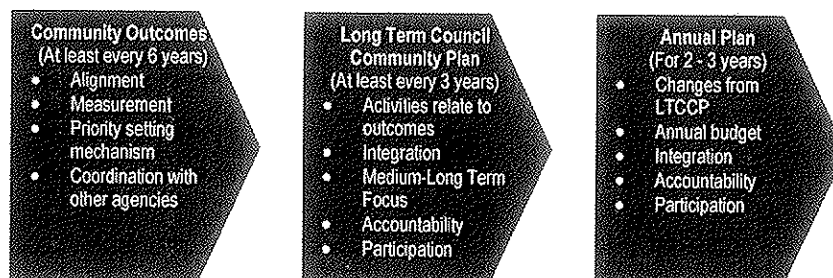 Community Outcomes
(At least every 6 years)
• Alignment
• Measurement
• Priority setting
mechanism
• Coordination with
other agencies
Long Term Council
Community Plan
(At least every 3 years)
• Activities relate to
outcomes
• Integration
• Medium-Long Term
Focus
• Accountability
• Participation
Annual Plan
(For 2 - 3 years)
• Changes from
LTCCP
• Annual budget
• Integration
• Accountability
• Participation